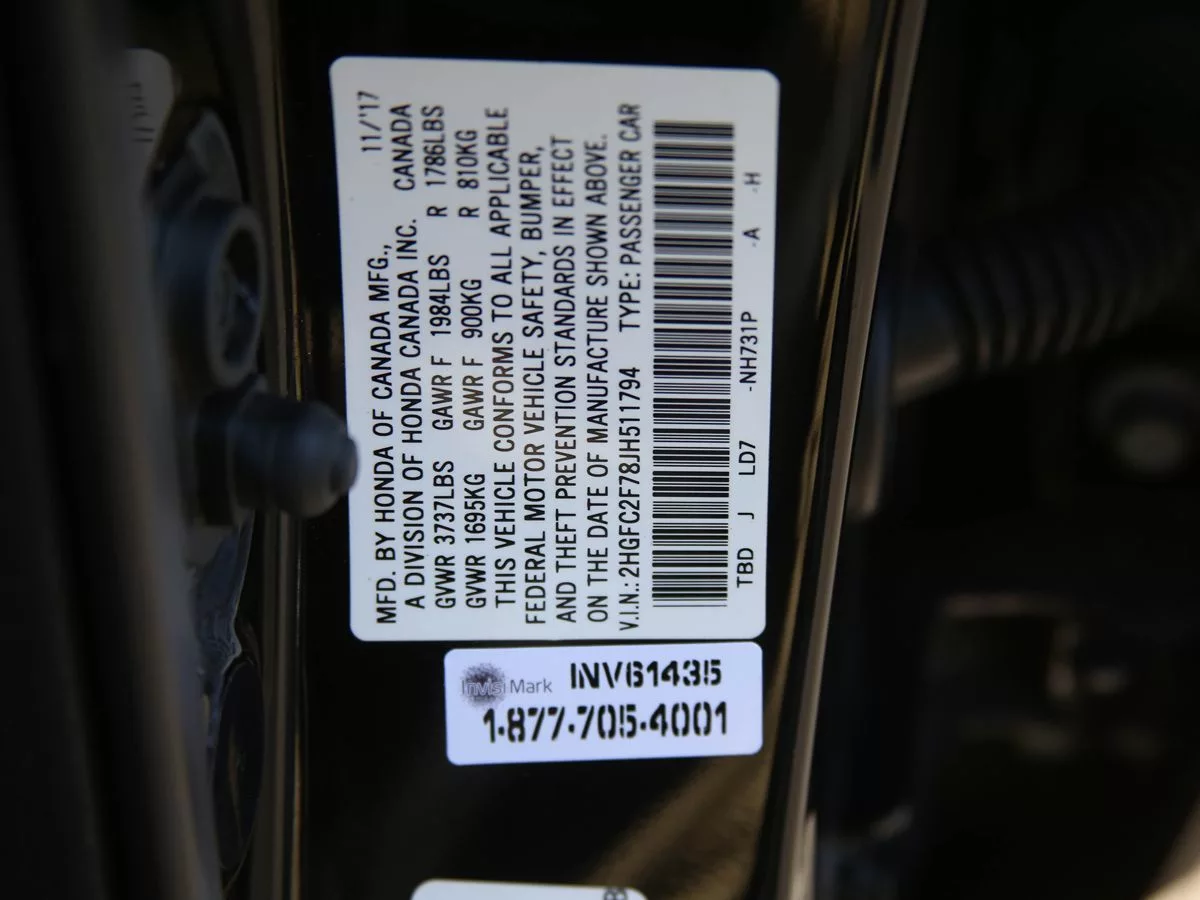 11/'17
MFD. BY HONDA OF CANADA MFG.,
A DIVISION OF HONDA CANADA INC. CANADA
GVWR 3737LBS GAWR F 1984LBS R 1786LBS
GVWR 1695KG GAWR F 900KG R 810KG
THIS VEHICLE CONFORMS TO ALL APPLICABLE
FEDERAL MOTOR VEHICLE SAFETY, BUMPER,
AND THEFT PREVENTION STANDARDS IN EFFECT
ON THE DATE OF MANUFACTURE SHOWN ABOVE.
V.I.N.: 2HGFC2F78JH511794 TYPE: PASSENGER CAR
TBD J LD7 -NH731P -A -H
InvisiMark INV61435
1-877-705-4001